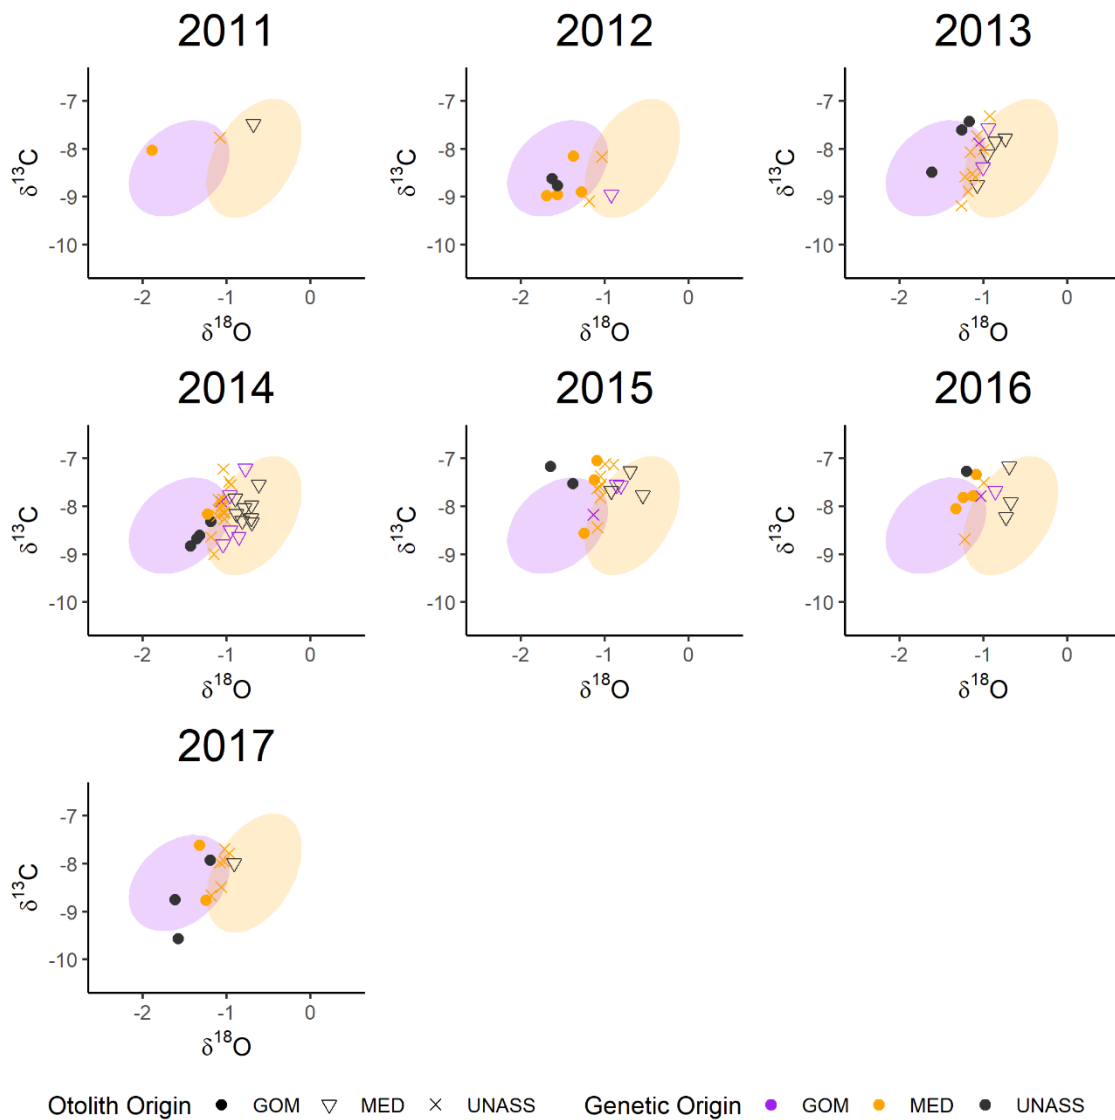 2011 2012 2013
-7 -7 -7
-8 -8 -8
-9 -9 -9
-10 -10 -10
δ¹³C δ¹³C δ¹³C
-2 -1 0 -2 -1 0 -2 -1 0
δ¹⁸O δ¹⁸O δ¹⁸O
2014 2015 2016
-7 -7 -7
-8 -8 -8
-9 -9 -9
-10 -10 -10
δ¹³C δ¹³C δ¹³C
-2 -1 0 -2 -1 0 -2 -1 0
δ¹⁸O δ¹⁸O δ¹⁸O
2017
-7
-8
-9
-10
δ¹³C
-2 -1 0
δ¹⁸O
Otolith Origin GOM MED UNASS Genetic Origin GOM MED UNASS